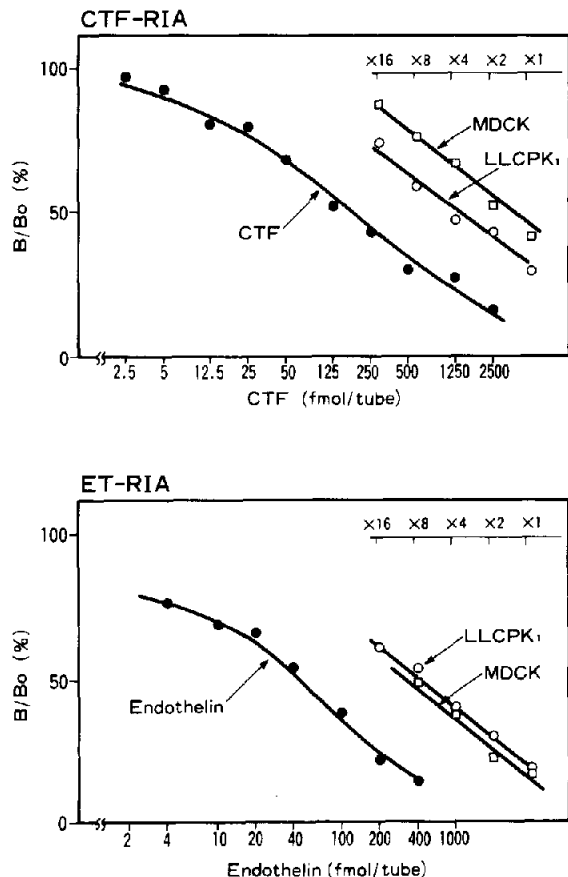 CTF-RIA
×16 ×8 ×4 ×2 ×1
100
50
0
B/Bo (%)
MDCK
LLCPK₁
CTF
2.5 5 12.5 25 50 125 250 500 1250 2500
CTF (fmol/tube)
ET-RIA
×16 ×8 ×4 ×2 ×1
100
50
0
B/Bo (%)
LLCPK₁
MDCK
Endothelin
2 4 10 20 40 100 200 400 1000
Endothelin (fmol/tube)